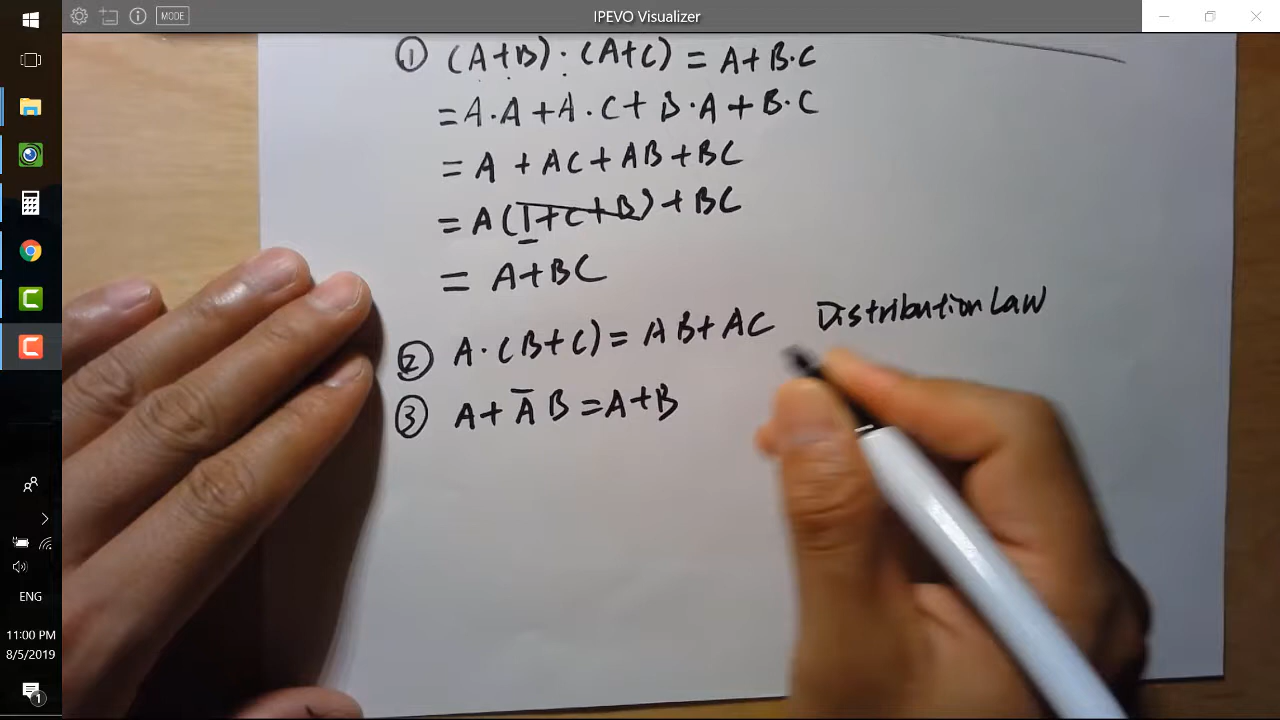 IPEVO Visualizer
MODE
① (A+B)·(A+C) = A+B·C
=A·A+A·C+B·A+B·C
= A +AC+AB+BC
=A(1+C+B)+BC
= A+BC
② A·(B+C)=AB+AC Distribution Law
③ A+A̅B=A+B
ENG
11:00 PM
8/5/2019
1